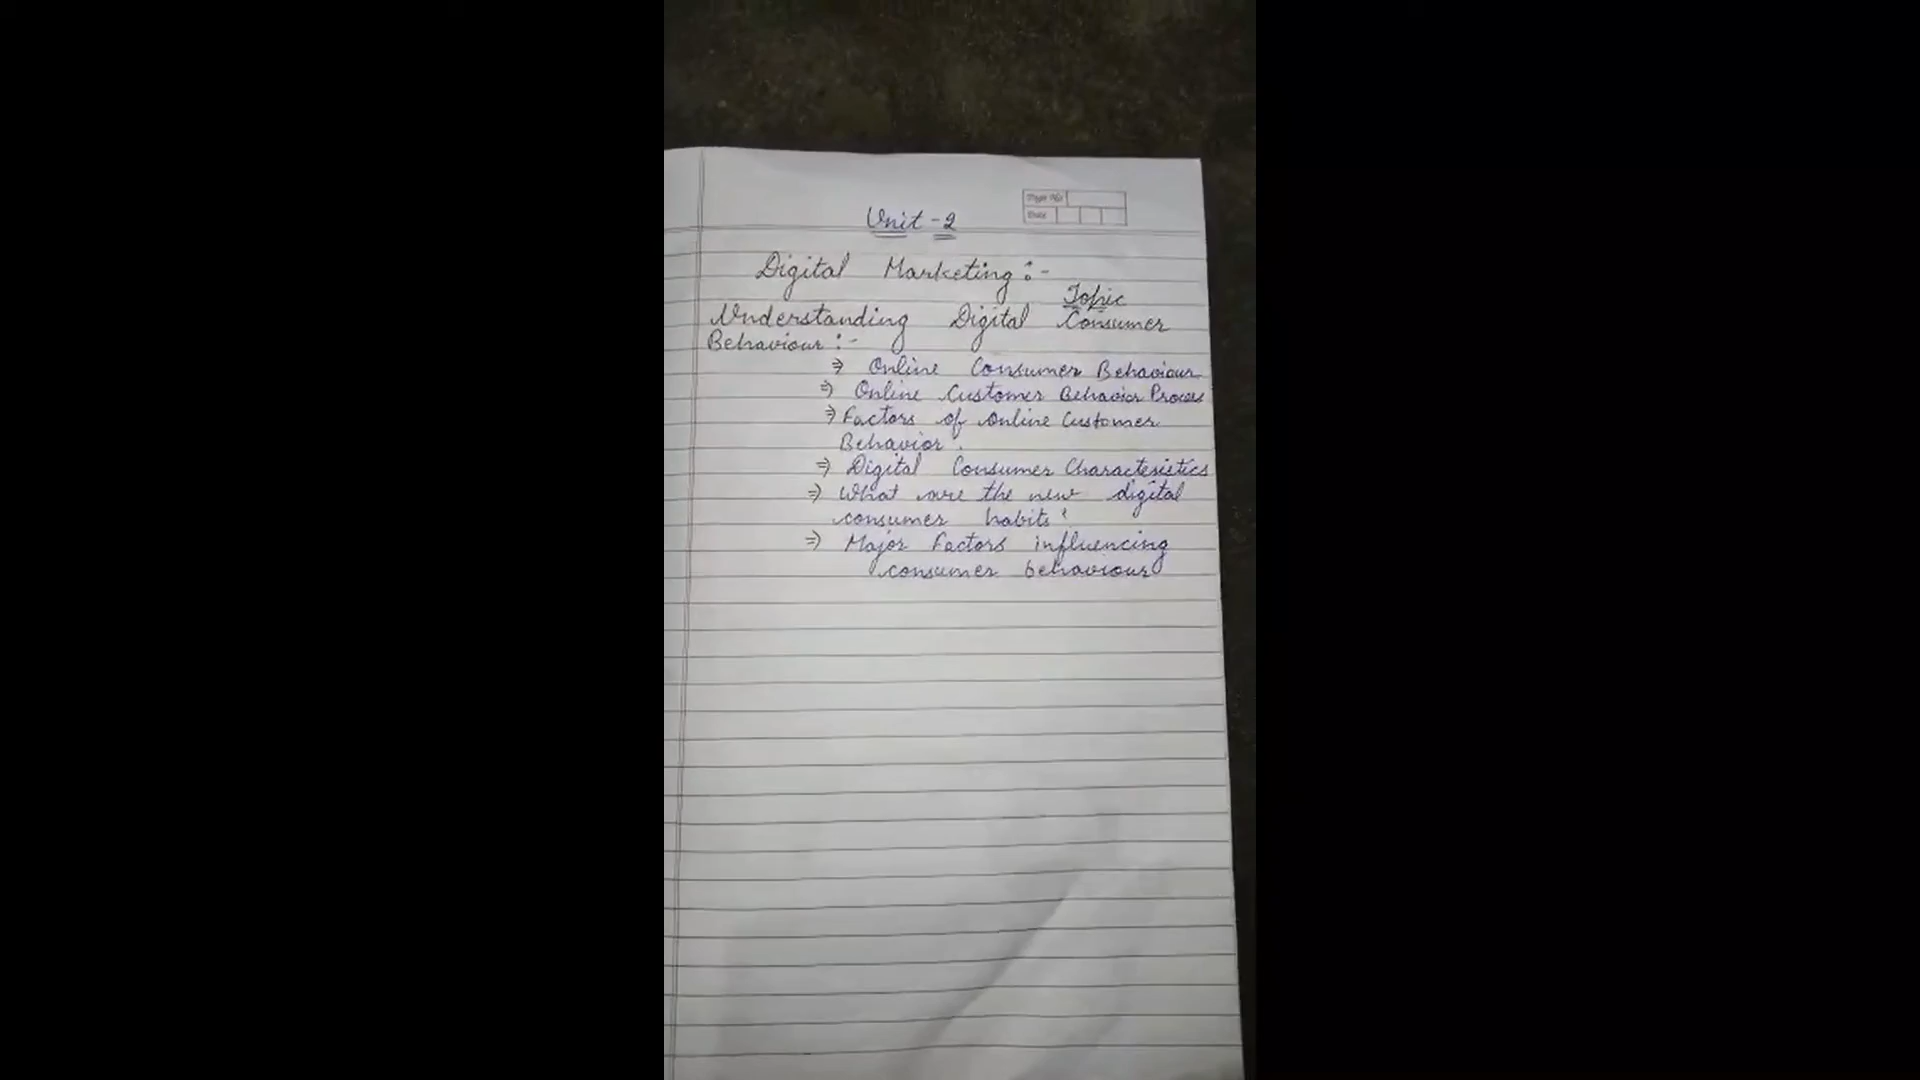 Page No
Date
Unit - 2
Digital Marketing :-
Topic
Understanding Digital Consumer
Behaviour :-
⇒ Online Consumer Behaviour
⇒ Online Customer Behavior Process
⇒ Factors of Online Customer
Behavior.
⇒ Digital Consumer Characteristics
⇒ What are the new digital
consumer habits?
⇒ Major Factors influencing
consumer behaviour